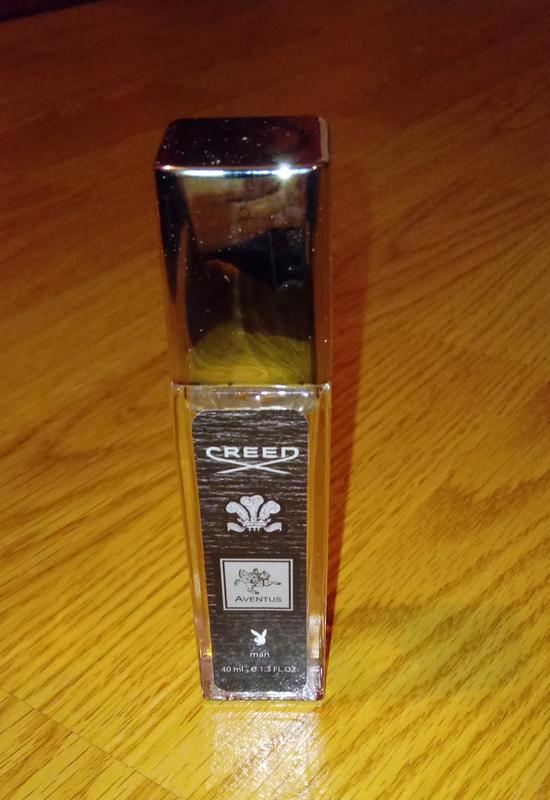 CREED
AVENTUS
man
40 ml . e 1.3 FL.OZ